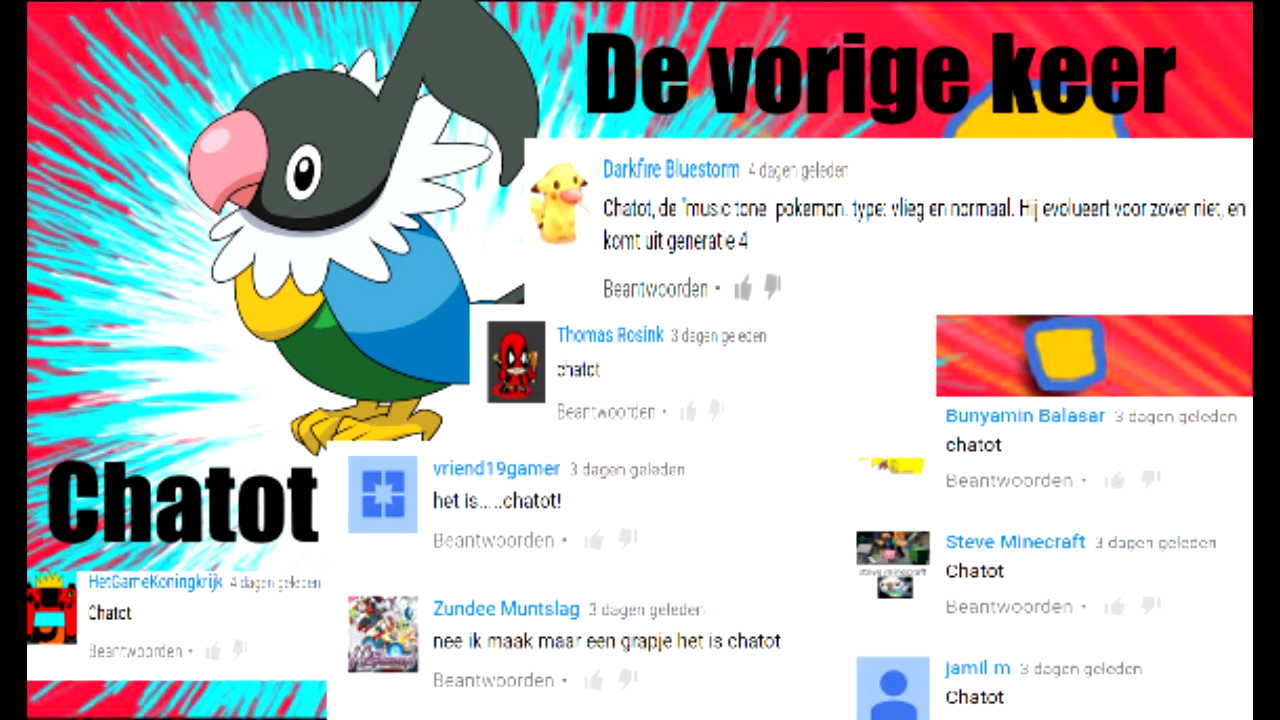 De vorige keer
Darkfire Bluestorm 4 dagen geleden
Chatot, de "music tone" pokemon. type: vlieg en normaal. Hij evolueert voor zover niet, en
komt uit generatie 4
Beantwoorden •
Thomas Rosink 3 dagen geleden
chatot
Beantwoorden •
Bunyamin Balasar 3 dagen geleden
chatot
Beantwoorden •
Chatot
vriend19gamer 3 dagen geleden
het is.....chatot!
Beantwoorden •
Steve Minecraft 3 dagen geleden
Chatot
Beantwoorden •
HetGameKoningkrijk 4 dagen geleden
Chatot
Beantwoorden •
Zundee Muntslag 3 dagen geleden
nee ik maak maar een grapje het is chatot
Beantwoorden •
jamil m 3 dagen geleden
Chatot